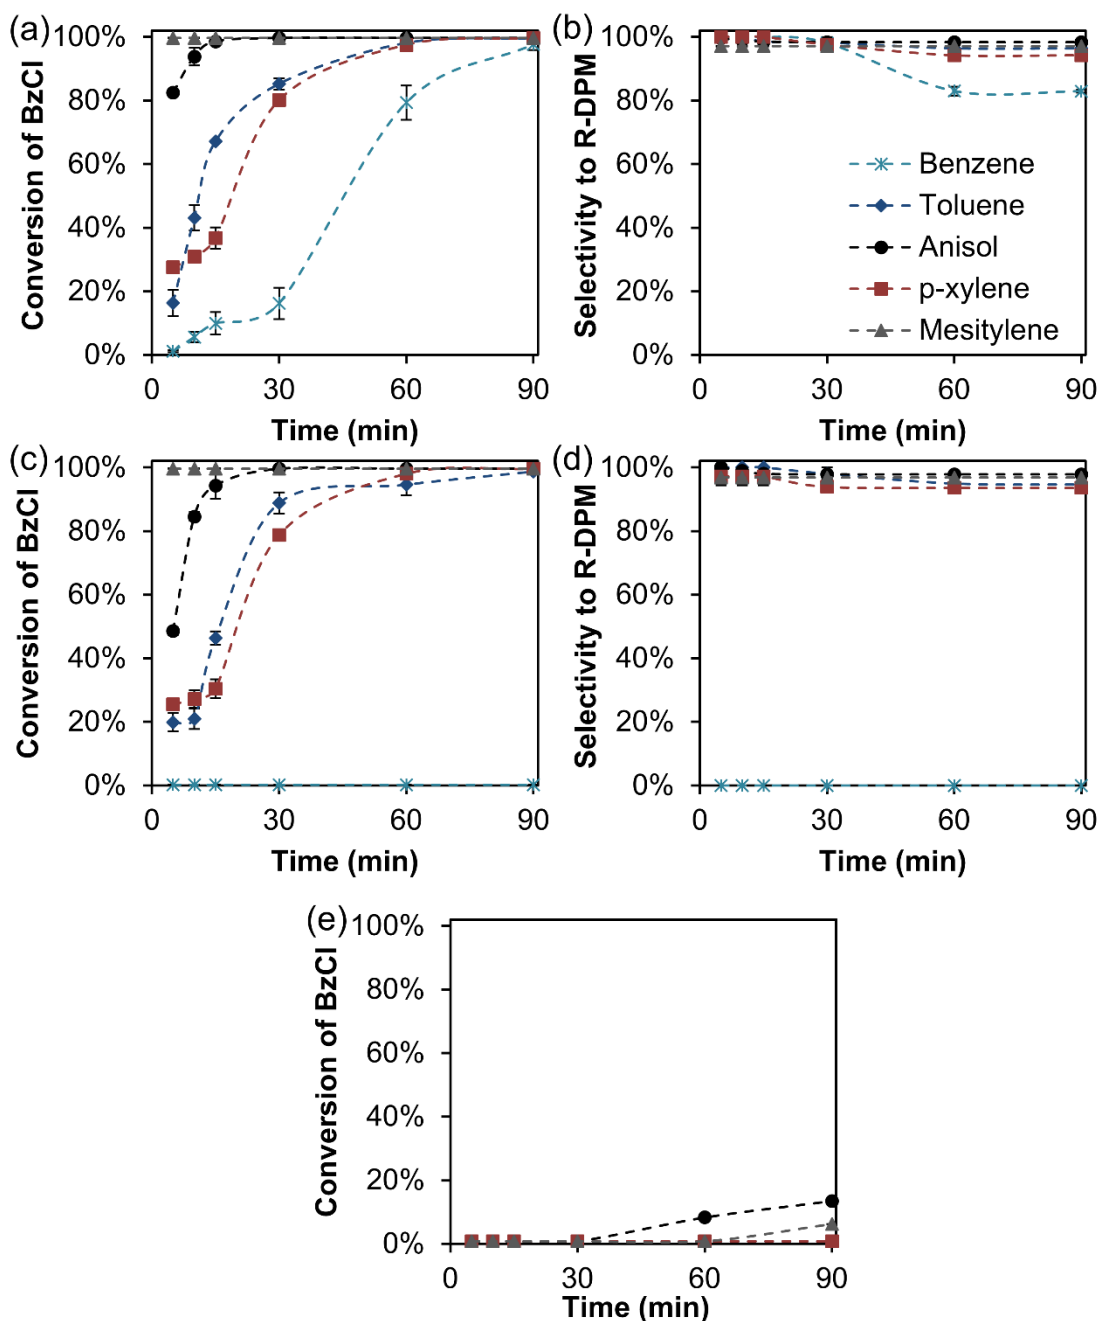 (a)
Conversion of BzCl
100%
80%
60%
40%
20%
0%
0 30 60 90
Time (min)
(b)
Selectivity to R-DPM
100%
80%
60%
40%
20%
0%
Benzene
Toluene
Anisol
p-xylene
Mesitylene
0 30 60 90
Time (min)
(c)
Conversion of BzCl
100%
80%
60%
40%
20%
0%
0 30 60 90
Time (min)
(d)
Selectivity to R-DPM
100%
80%
60%
40%
20%
0%
0 30 60 90
Time (min)
(e)
Conversion of BzCl
100%
80%
60%
40%
20%
0%
0 30 60 90
Time (min)